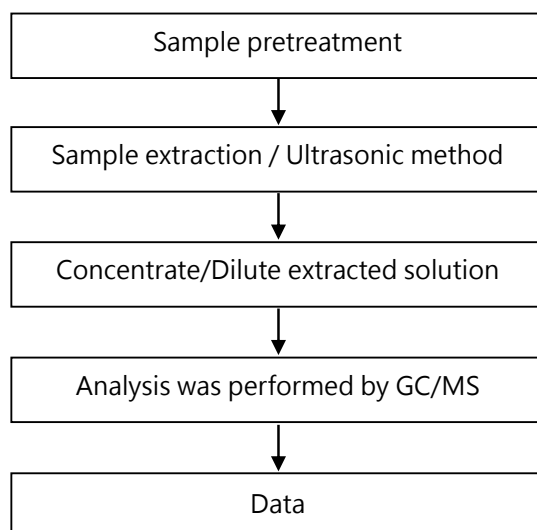 Sample pretreatment
Sample extraction / Ultrasonic method
Concentrate/Dilute extracted solution
Analysis was performed by GC/MS
Data